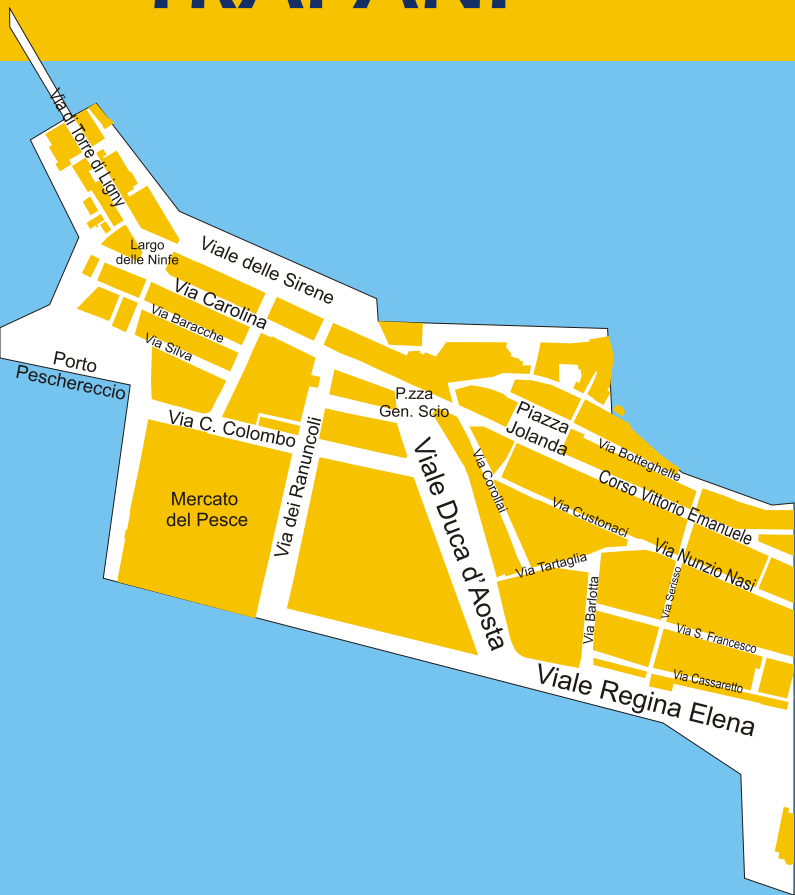 TRAPANI
Via di Torre di Ligny
Largo
delle Ninfe
Viale delle Sirene
Via Carolina
Via Baracche
Via Silva
Porto
Peschereccio
P.zza
Gen. Scio
Via C. Colombo
Via dei Ranuncoli
Piazza
Jolanda
Via Botteghelle
Viale Duca d'Aosta
Via Corollai
Corso Vittorio Emanuele
Mercato
del Pesce
Via Custonaci
Via Nunzio Nasi
Via Tartaglia
Via Barlotta
Via Serisso
Via S. Francesco
Via Cassaretto
Viale Regina Elena